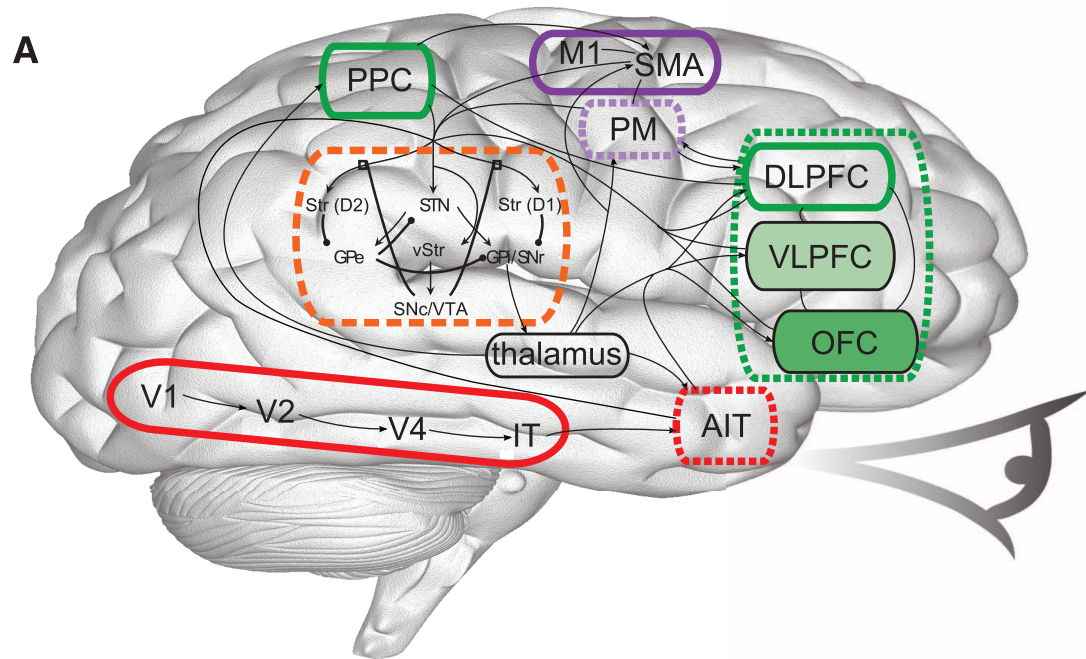 A
M1
SMA
PPC
PM
DLPFC
Str (D2)
STN
Str (D1)
GPe
vStr
GPi/SNr
VLPFC
SNc/VTA
OFC
thalamus
V1
V2
V4
IT
AIT